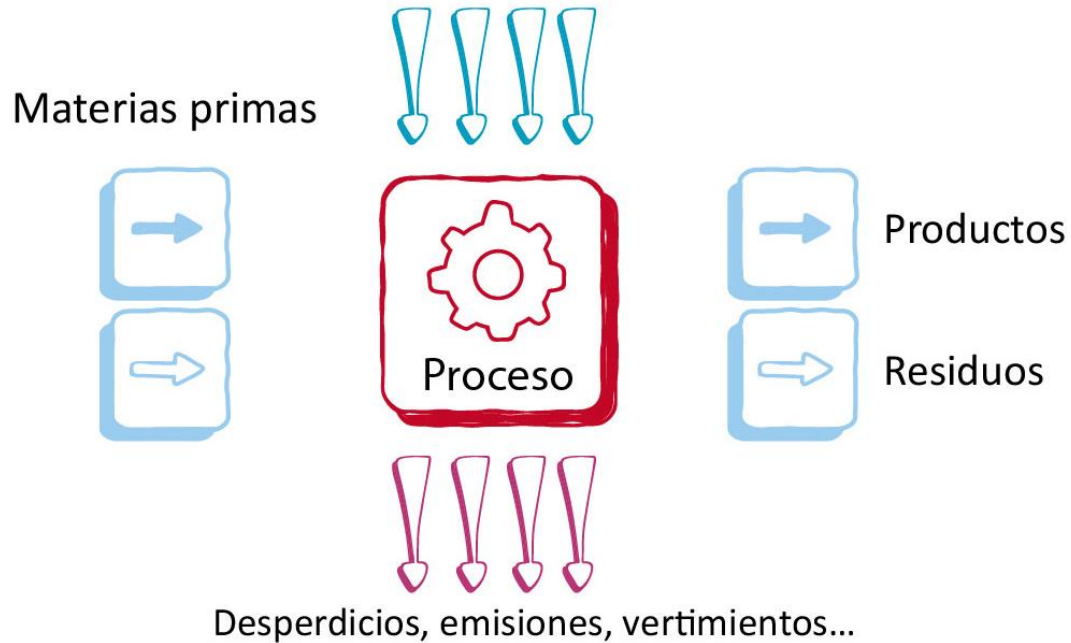 Materias primas
Productos
Proceso
Residuos
Desperdicios, emisiones, vertimientos...